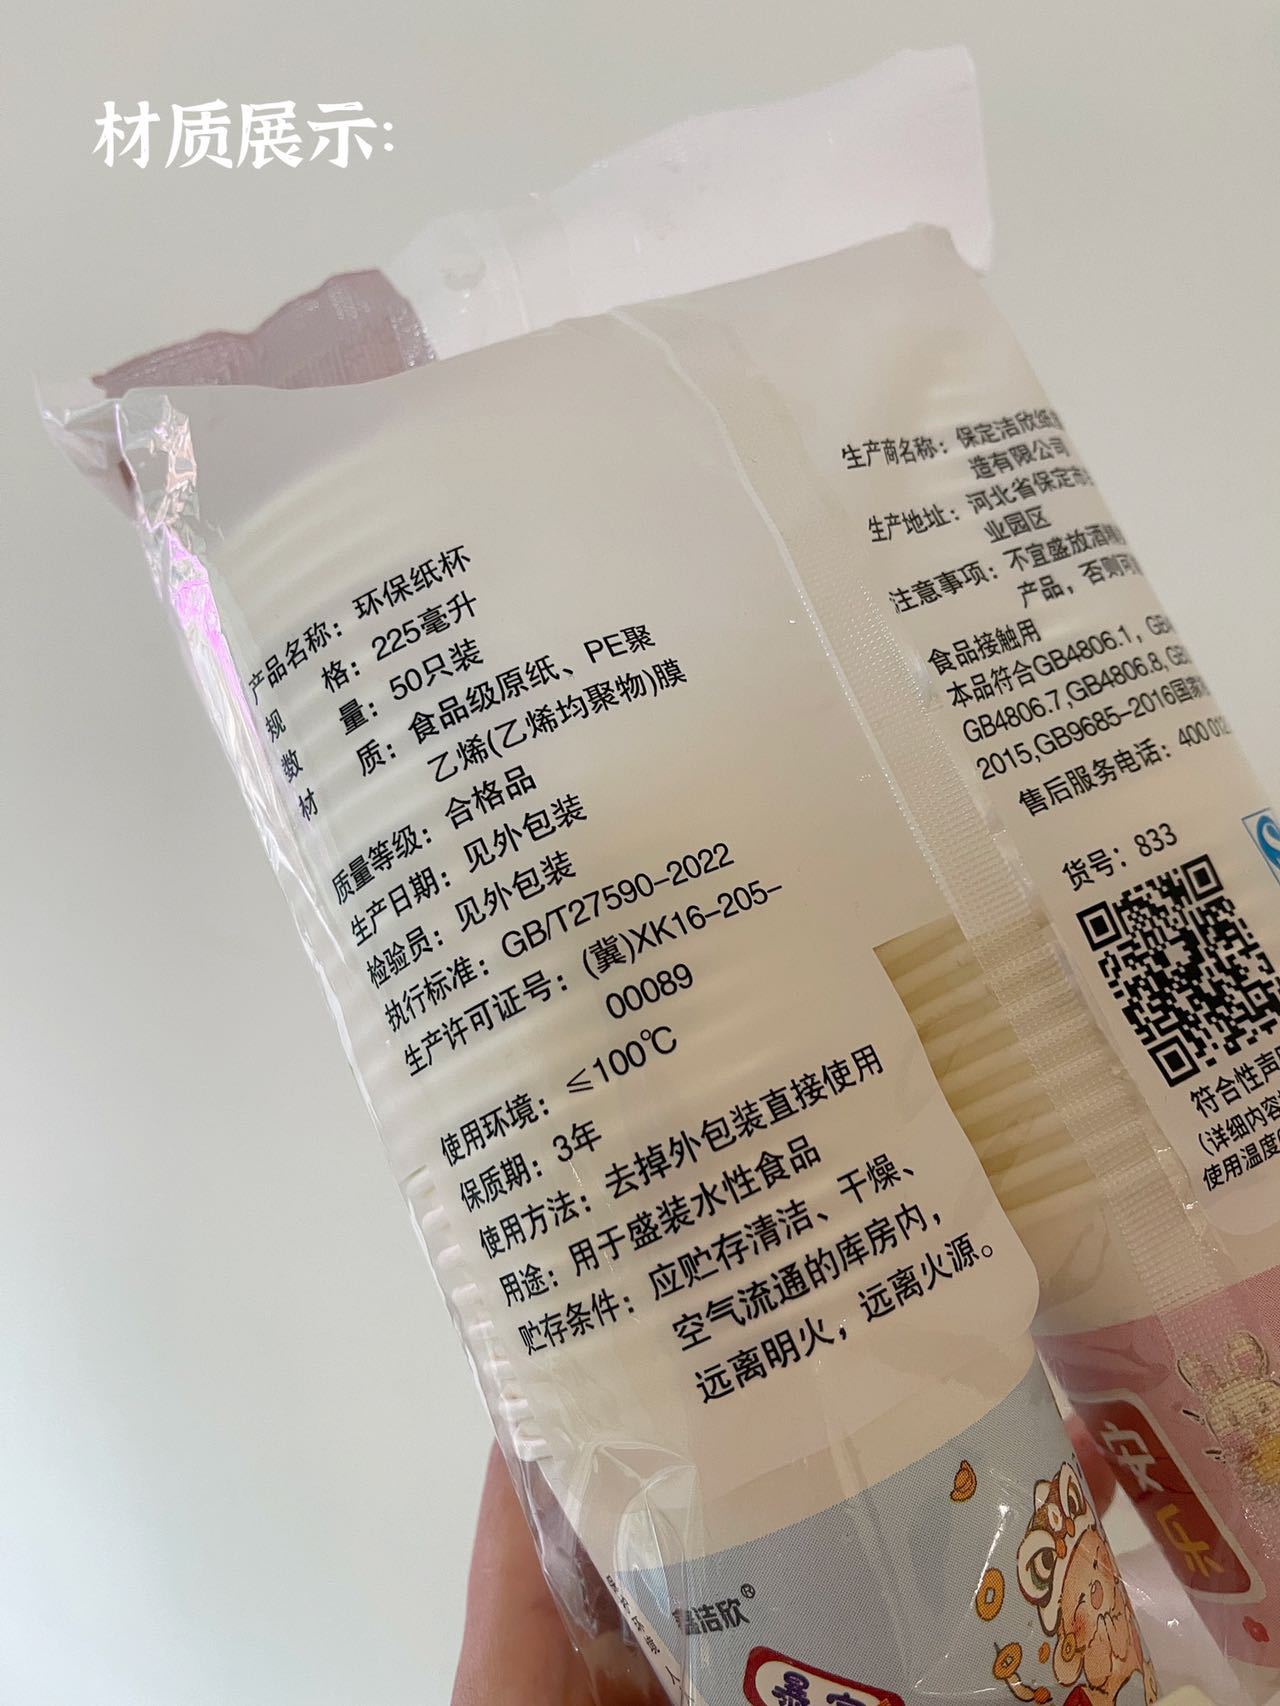 材质展示:
产品名称：环保纸杯
规格：225毫升
数量：50只装
材质：食品级原纸、PE聚
乙烯(乙烯均聚物)膜
质量等级：合格品
生产日期：见外包装
检验员：见外包装
执行标准：GB/T27590-2022
生产许可证号：(冀)XK16-205-
00089
使用环境：≤100℃
保质期：3年
使用方法：去掉外包装直接使用
用途：用于盛装水性食品
贮存条件：应贮存清洁、干燥、
空气流通的库房内，
远离明火，远离火源。
生产商名称：保定洁欣纸
造有限公司
生产地址：河北省保定市
业园区
注意事项：不宜盛放酒精
产品，否则可
食品接触用
本品符合GB4806.1，GB
GB4806.7,GB4806.8,GB
2015,GB9685-2016国家
售后服务电话：400 012
货号：833
符合性声
(详细内容
使用温度
鑫洁欣®
安
乐